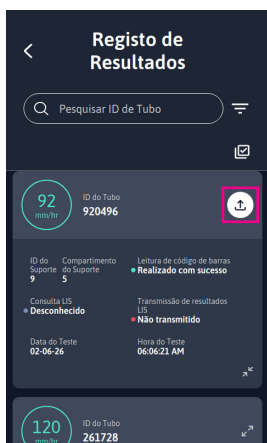 Registo de
Resultados
Pesquisar ID de Tubo
92
mm/hr
ID do Tubo
920496
ID do
Suporte
9
Compartimento
do Suporte
5
Leitura de código de barras
Realizado com sucesso
Consulta LIS
Desconhecido
Transmissão de resultados
LIS
Não transmitido
Data do Teste
02-06-26
Hora do Teste
06:06:21 AM
120
mm/hr
ID do Tubo
261728